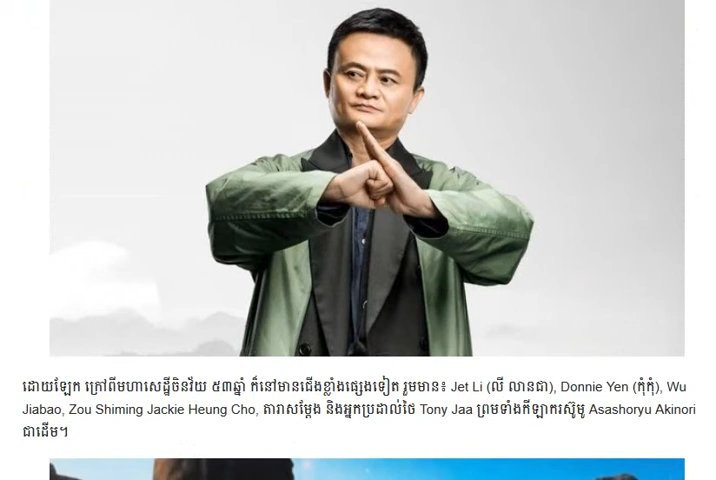 ដោយឡែក ក្រៅពីមហាសេដ្ឋីចិនវ័យ ៥៣ឆ្នាំ ក៏នៅមានជើងខ្លាំងផ្សេងទៀត រួមមាន៖ Jet Li (លី លានជា), Donnie Yen (កុំកុំ), Wu
Jiabao, Zou Shiming Jackie Heung Cho, តារាសម្តែង និងអ្នកប្រដាល់ថៃ Tony Jaa ព្រមទាំងកីឡាករស៊ូមូ Asashoryu Akinori
ជាដើម។